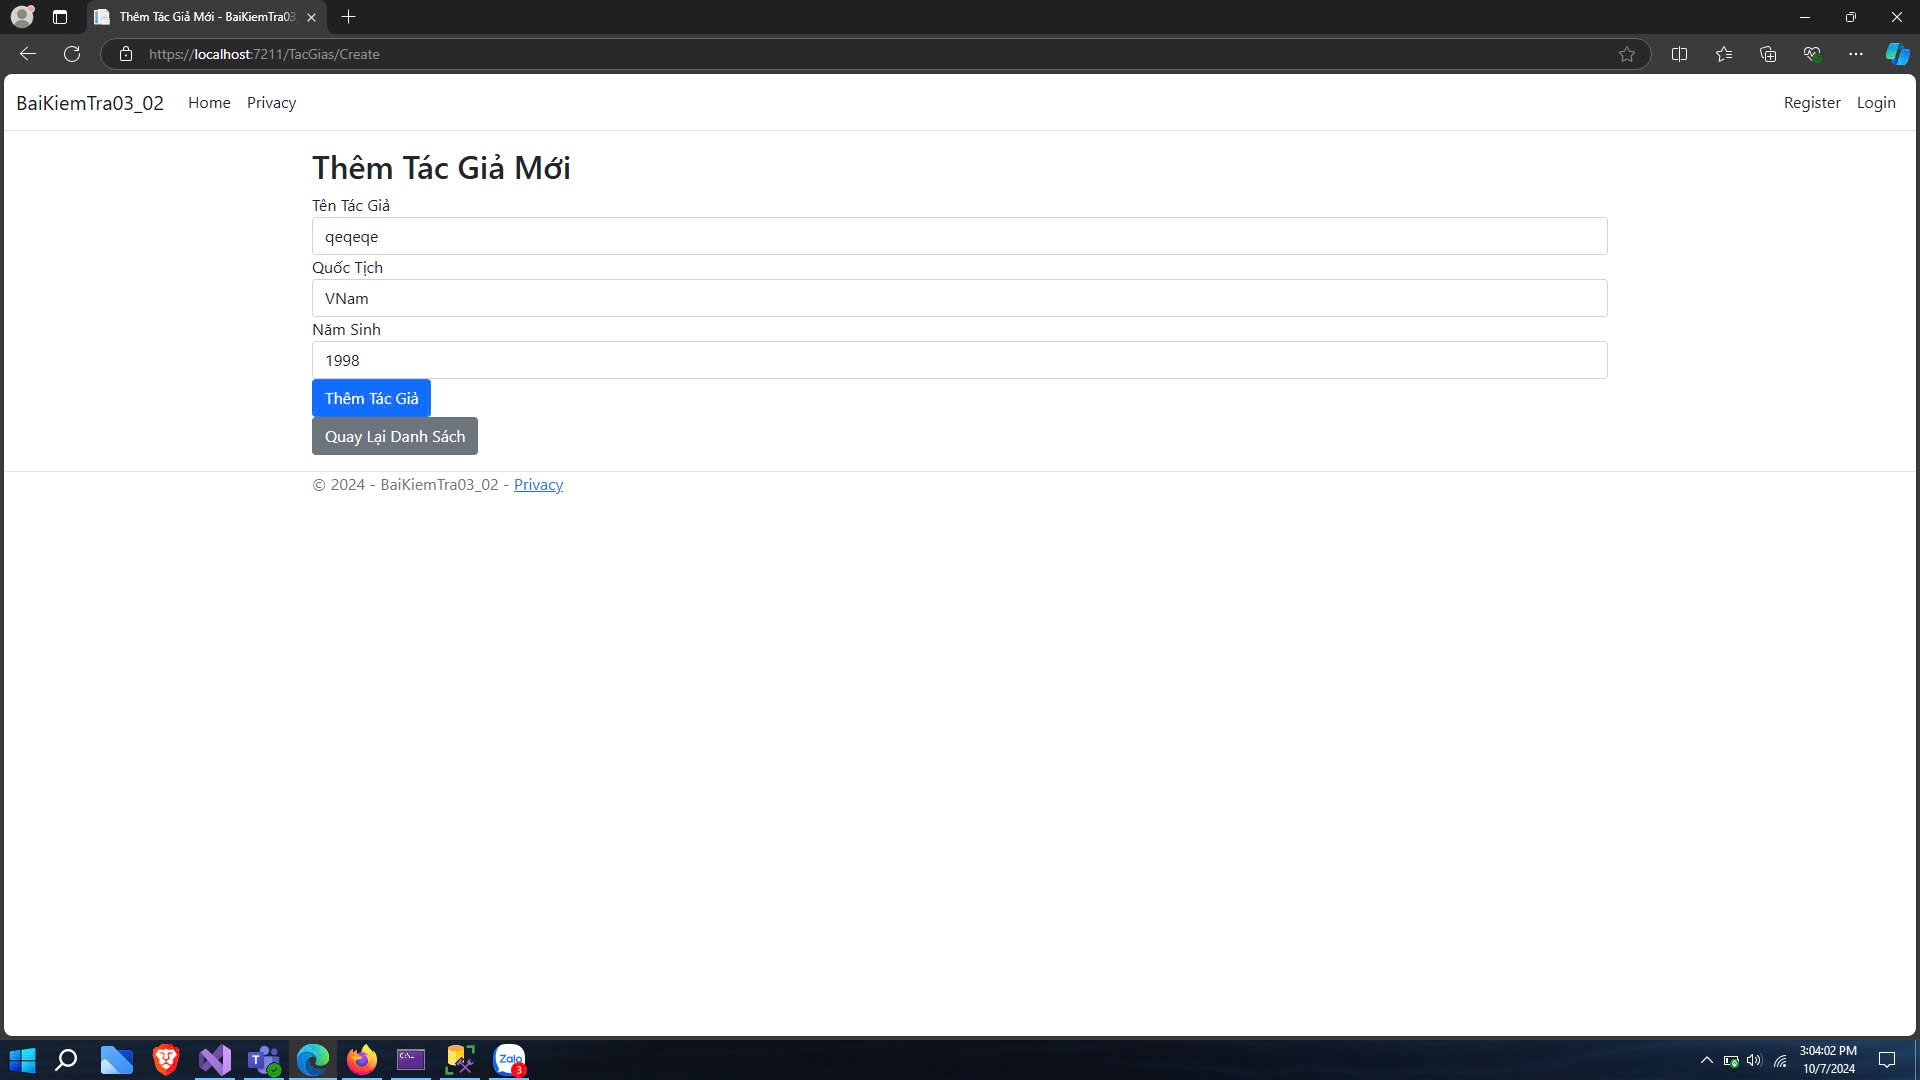 Thêm Tác Giả Mới - BaiKiemTra03
https://localhost:7211/TacGias/Create
BaiKiemTra03_02 Home Privacy Register Login
Thêm Tác Giả Mới
Tên Tác Giả
qeqeqe
Quốc Tịch
VNam
Năm Sinh
1998
Thêm Tác Giả
Quay Lại Danh Sách
© 2024 - BaiKiemTra03_02 - Privacy
Zalo
3
3:04:02 PM
10/7/2024